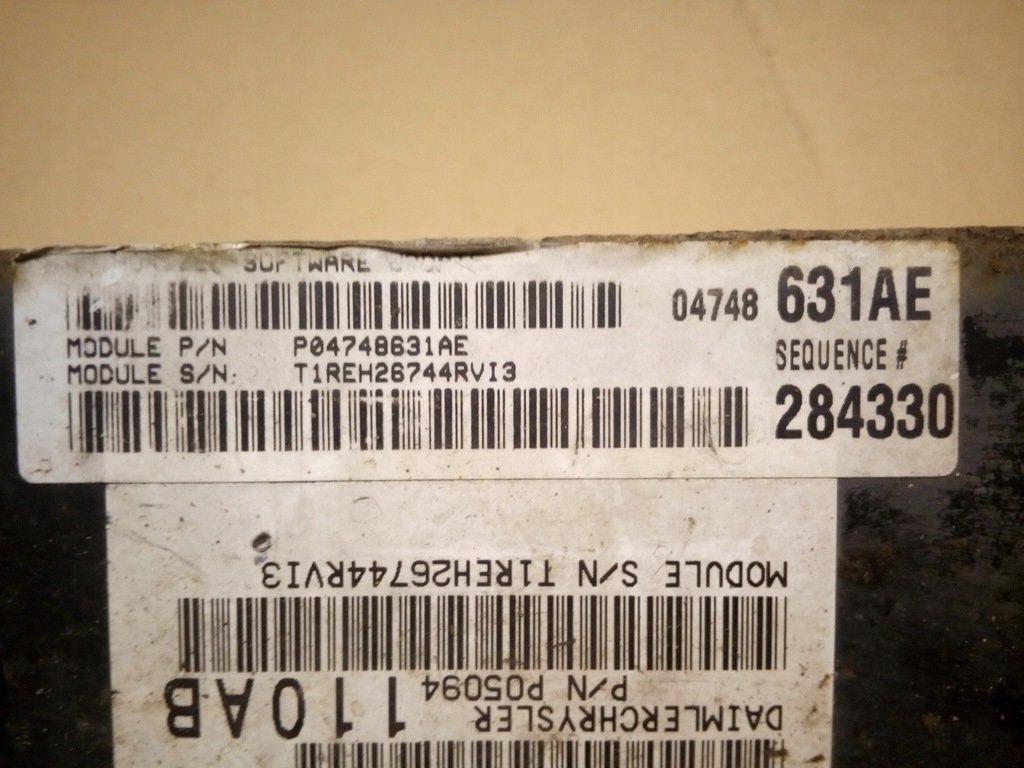 SOFTWARE
04748 631AE
MODULE P/N P04748631AE
SEQUENCE #
MODULE S/N: T1REH26744RVI3
284330
MODULE S/N T1REH26744RVI3
DAIMLERCHRYSLER
P/N P05094 110AB